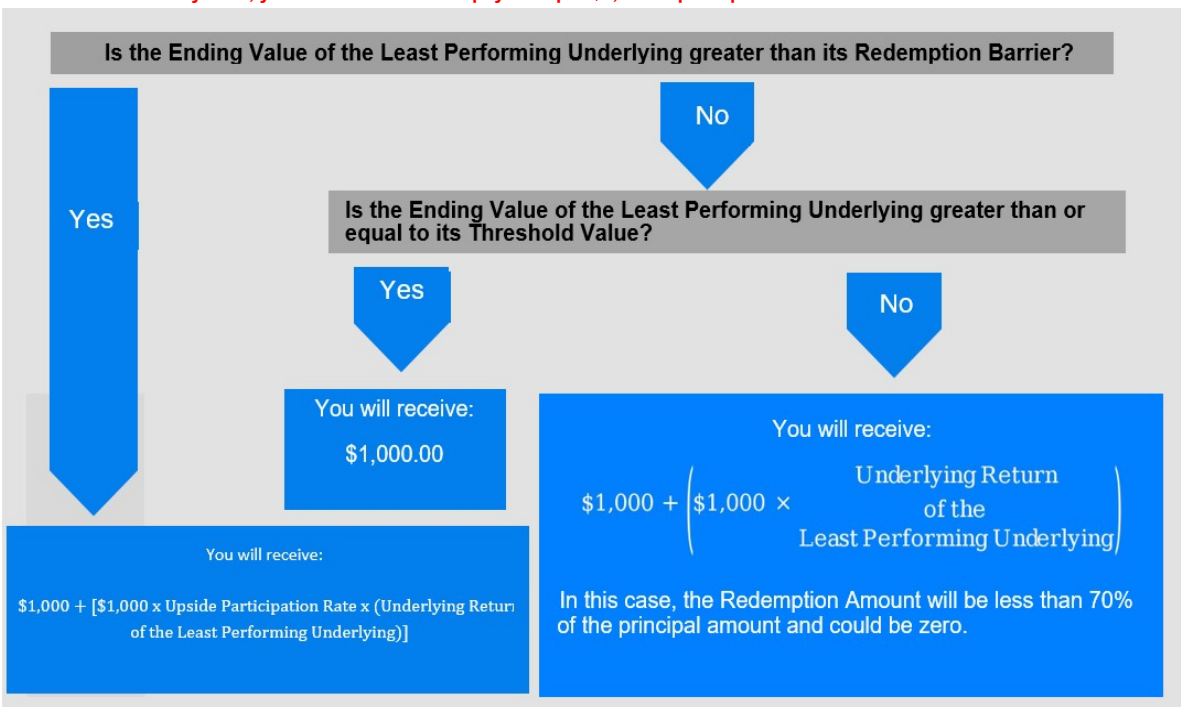 Is the Ending Value of the Least Performing Underlying greater than its Redemption Barrier?
No
Yes
Is the Ending Value of the Least Performing Underlying greater than or
equal to its Threshold Value?
Yes
No
You will receive:
$1,000.00
You will receive:
$1,000 + ($1,000 × Underlying Return
of the
Least Performing Underlying)
In this case, the Redemption Amount will be less than 70%
of the principal amount and could be zero.
You will receive:
$1,000 + [$1,000 x Upside Participation Rate x (Underlying Return
of the Least Performing Underlying)]